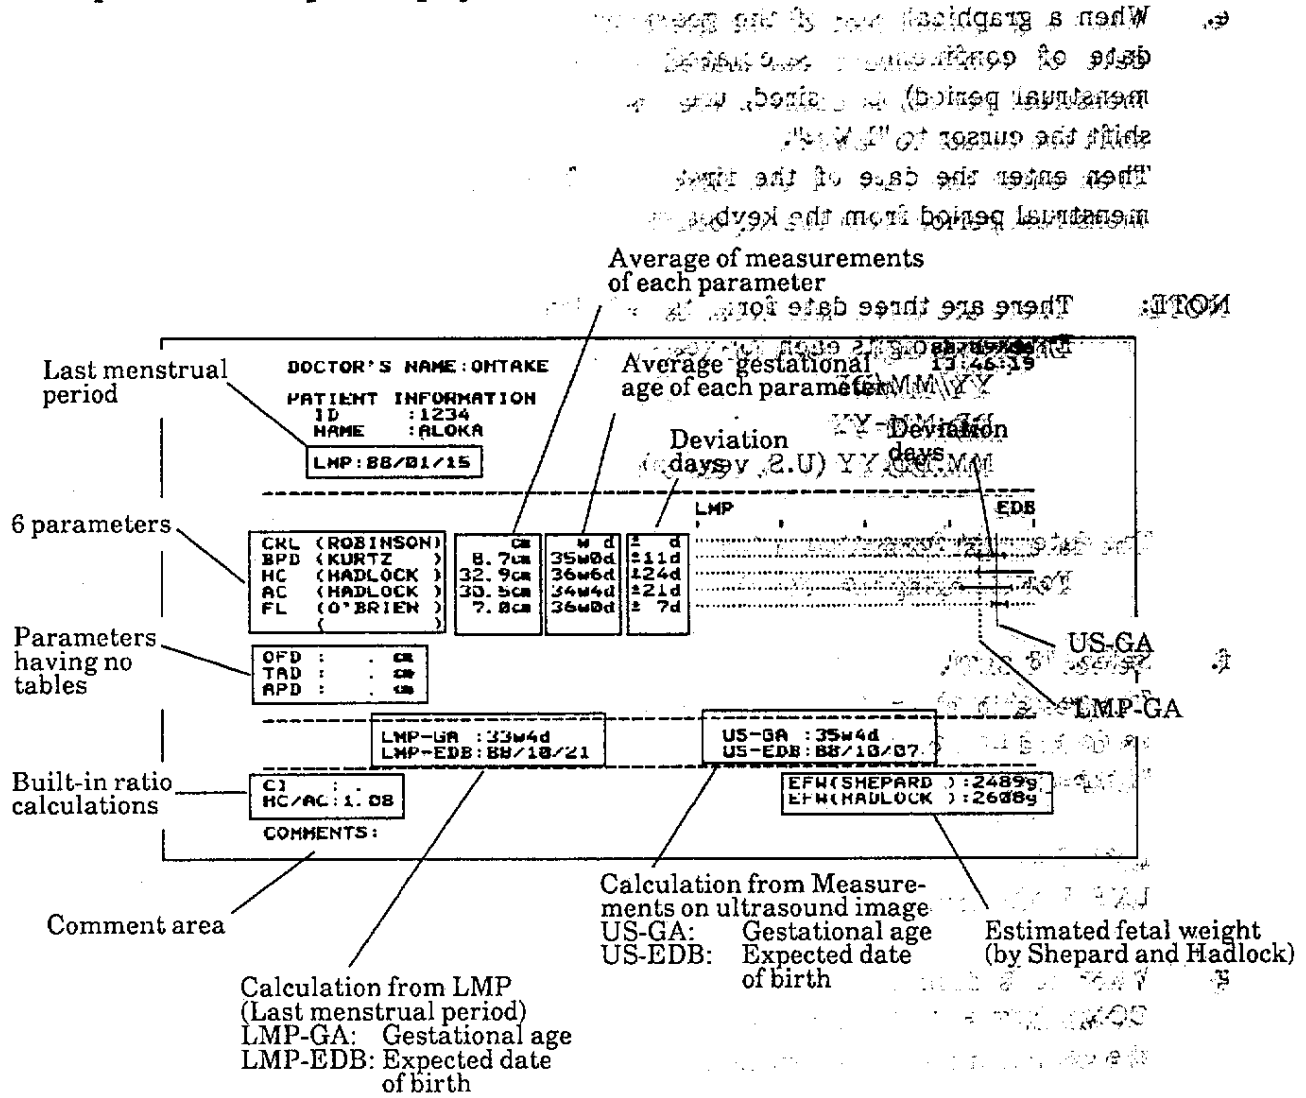 e. When a graphical
date of
menstrual period)
shift the cursor to
Then enter the date of the first
menstrual period from the
Average of measurements
of each parameter
NOTE: There are three date
Last menstrual
period
DOCTOR'S NAME:OHTAKE
Average gestational
age of each parameter
13:46:19
YY/MM/DD
PATIENT INFORMATION
ID :1234
NAME :ALOKA
Deviation
days
Deviation
days
LMP:88/01/15
(U.S.
LMP EDB
6 parameters
CRL (ROBINSON) cm w d ± d
BPD (KURTZ ) 8.7cm 35w0d ±11d
HC (HADLOCK ) 32.9cm 36w6d ±24d
AC (HADLOCK ) 30.5cm 34w4d ±21d
FL (O'BRIEN ) 7.0cm 36w0d ± 7d
( )
Parameters
having no
tables
OFD : . cm
TAD : . cm
APD : . cm
US-GA
f.
LMP-GA
LMP-GA :33w4d
LMP-EDB:88/10/21
US-GA :35w4d
US-EDB:88/10/07
Built-in ratio
calculations
CI : .
HC/AC:1.08
EFW(SHEPARD ):2489g
EFW(HADLOCK ):2608g
COMMENTS:
Comment area
Calculation from Measure-
ments on ultrasound image
US-GA: Gestational age
US-EDB: Expected date
of birth
Estimated fetal weight
(by Shepard and Hadlock)
g.
Calculation from LMP
(Last menstrual period)
LMP-GA: Gestational age
LMP-EDB: Expected date
of birth